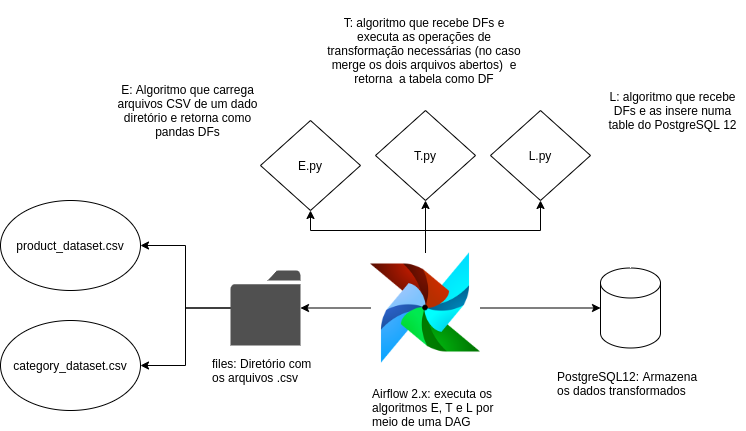 T: algoritmo que recebe DFs e
executa as operações de
transformação necessárias (no caso
merge os dois arquivos abertos) e
retorna a tabela como DF
E: Algoritmo que carrega
arquivos CSV de um dado
diretório e retorna como
pandas DFs
L: algoritmo que recebe
DFs e as insere numa
table do PostgreSQL 12
E.py
T.py
L.py
product_dataset.csv
category_dataset.csv
files: Diretório com
os arquivos .csv
Airflow 2.x: executa os
algoritmos E, T e L por
meio de uma DAG
PostgreSQL12: Armazena
os dados transformados